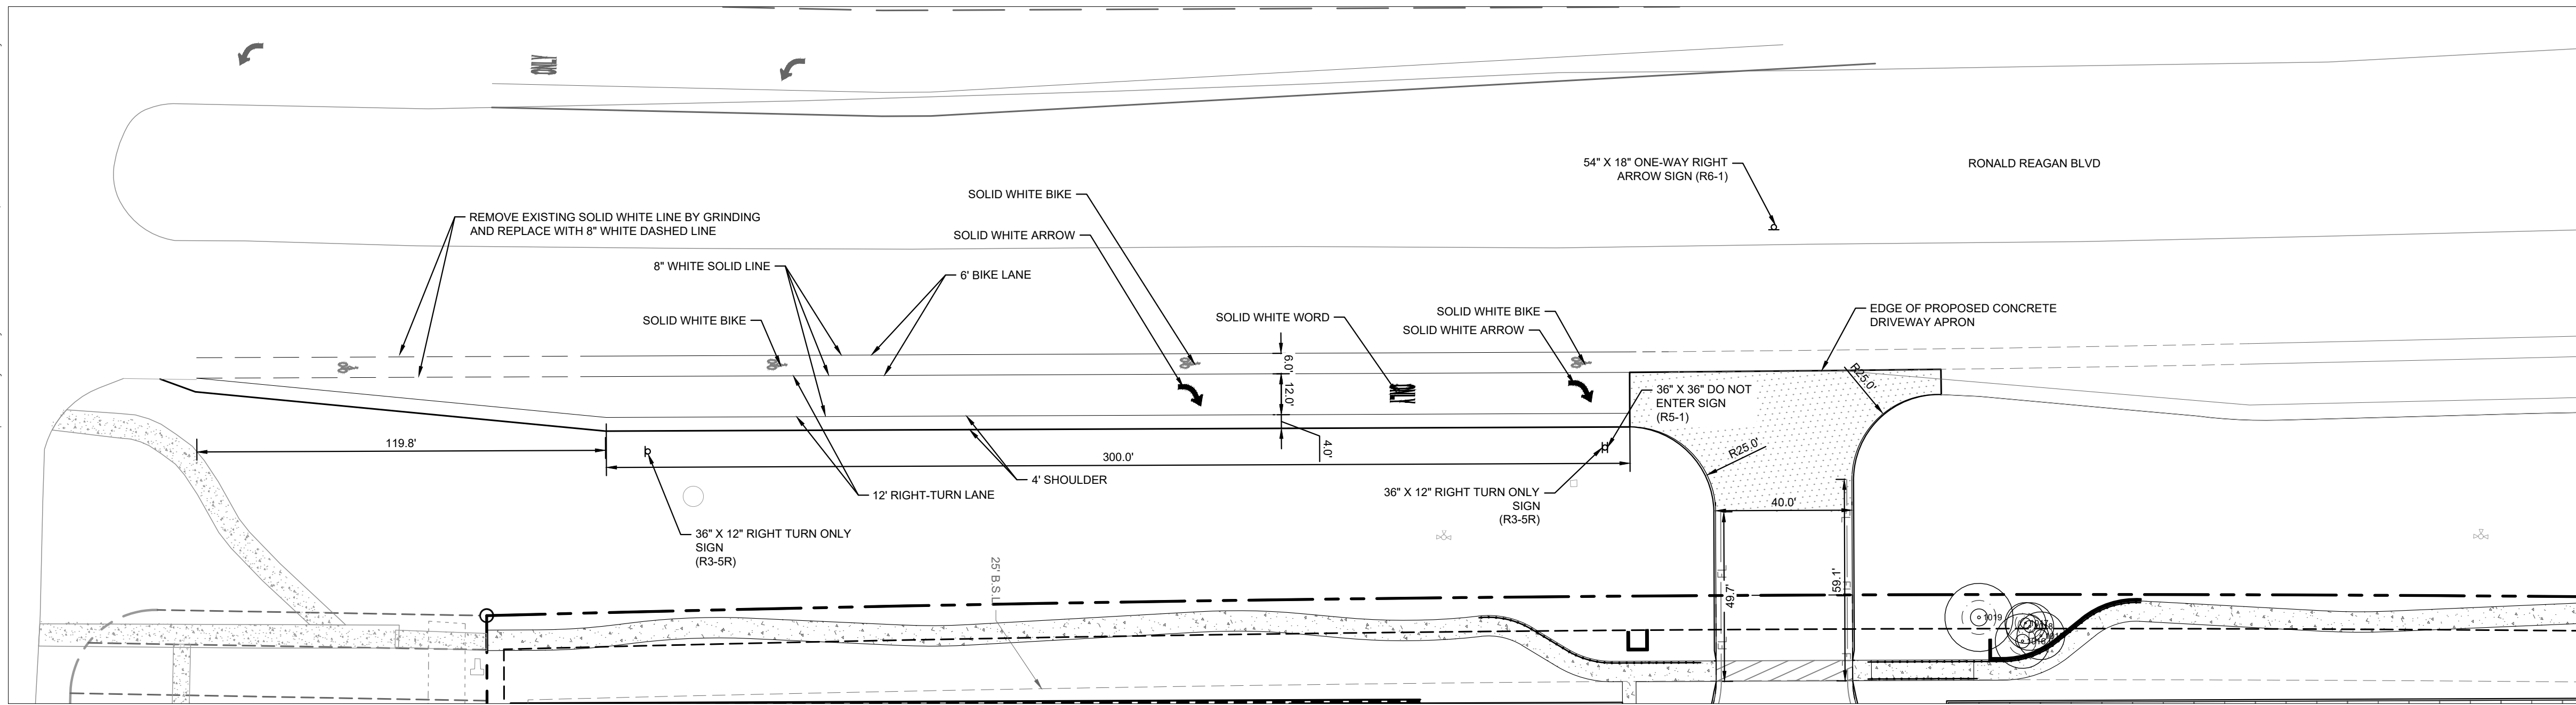 ONLY
54" X 18" ONE-WAY RIGHT
ARROW SIGN (R6-1)
RONALD REAGAN BLVD
SOLID WHITE BIKE
REMOVE EXISTING SOLID WHITE LINE BY GRINDING
AND REPLACE WITH 8" WHITE DASHED LINE
SOLID WHITE ARROW
8" WHITE SOLID LINE
6' BIKE LANE
SOLID WHITE BIKE
SOLID WHITE WORD
SOLID WHITE BIKE
SOLID WHITE ARROW
EDGE OF PROPOSED CONCRETE
DRIVEWAY APRON
6.0'
12.0'
4.0'
ONLY
R25.0'
36" X 36" DO NOT
ENTER SIGN
(R5-1)
R25.0'
119.8'
300.0'
4' SHOULDER
12' RIGHT-TURN LANE
36" X 12" RIGHT TURN ONLY
SIGN
(R3-5R)
36" X 12" RIGHT TURN ONLY
SIGN
(R3-5R)
40.0'
49.7'
59.1'
25' B.S.L.
FL
FL
FL
FL
1019